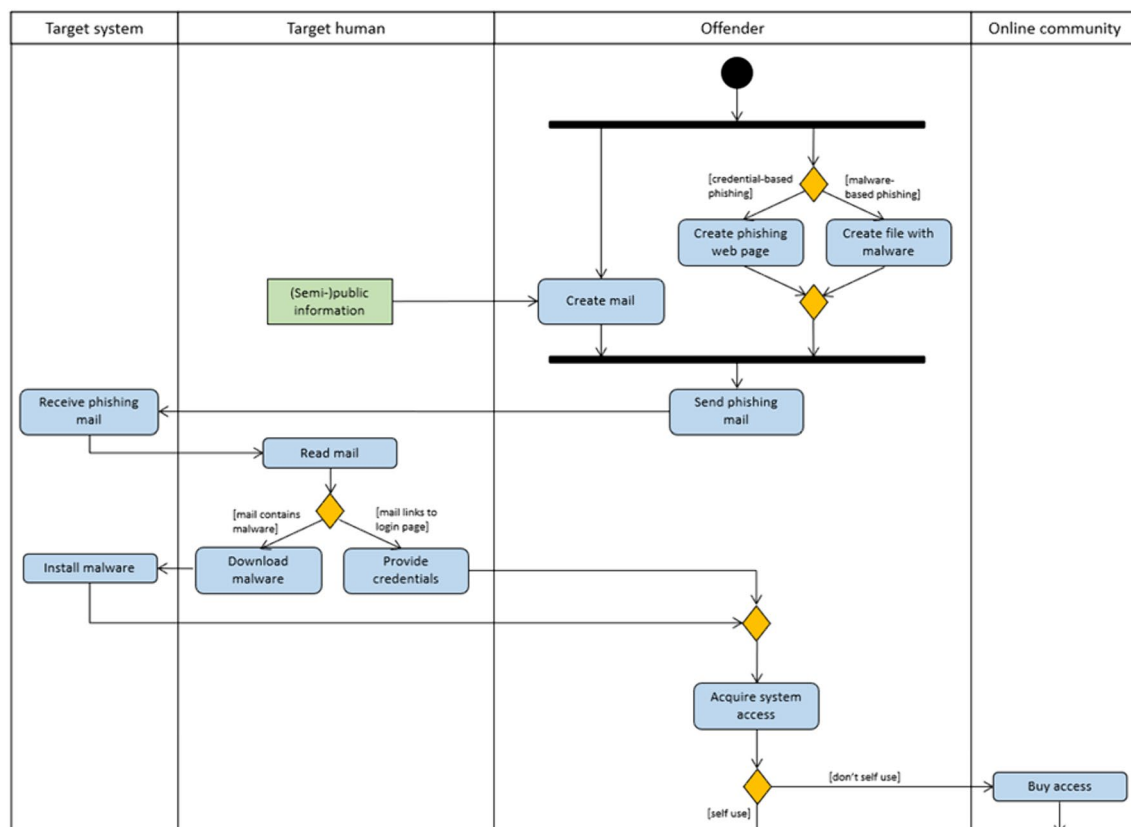 Target system
Target human
Offender
Online community
[credential-based
phishing]
[malware-
based phishing]
Create phishing
web page
Create file with
malware
(Semi-)public
information
Create mail
Receive phishing
mail
Send phishing
mail
Read mail
[mail contains
malware]
[mail links to
login page]
Install malware
Download
malware
Provide
credentials
Acquire system
access
[don't self use]
Buy access
[self use]